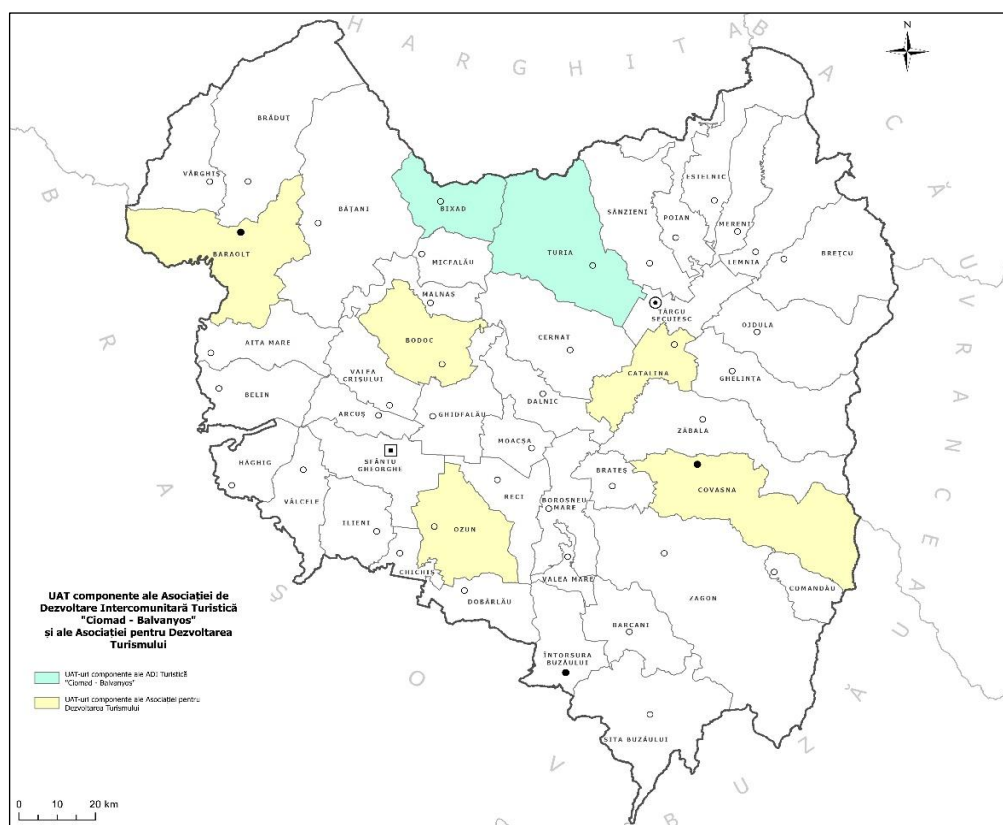 HARGHITA
BACĂU
VRANCEA
BUZĂU
BRAȘOV
N
BRĂDUȚ
VÂRGHIȘ
BĂȚANI
BIXAD
ESTELNIC
SÂNZIENI
POIAN
MERENI
BARAOLT
TURIA
BREȚCU
MICFALĂU
LEMNIA
MALNAȘ
TÂRGU
SECUIESC
OJDULA
BODOC
CERNAT
AITA MARE
VALEA
CRIȘULUI
CATALINA
GHELINȚA
BELIN
DALNIC
ARCUȘ
GHIDFALĂU
ZĂBALA
MOACȘA
HĂGHIG
SFÂNTU
GHEORGHE
BRATEȘ
COVASNA
VÂLCELE
RECI
BOROȘNEU
MARE
ILIENI
OZUN
CHICHIȘ
VALEA MARE
COMANDĂU
DOBÂRLĂU
ZAGON
BARCANI
ÎNTORSURA
BUZĂULUI
SITA BUZĂULUI
UAT componente ale Asociației de
Dezvoltare Intercomunitară Turistică
"Ciomad - Balvanyos"
și ale Asociatiei pentru Dezvoltarea
Turismului
UAT-uri componente ale ADI Turistică
"Ciomad - Balvanyos"
UAT-uri componente ale Asociației pentru
Dezvoltarea Turismului
0 10 20 km